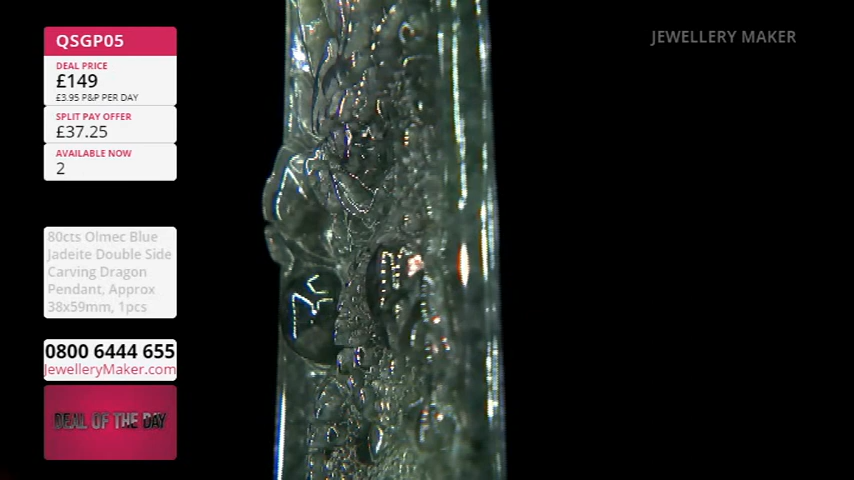 QSGP05
DEAL PRICE
£149
£3.95 P&P PER DAY
SPLIT PAY OFFER
£37.25
AVAILABLE NOW
2
80cts Olmec Blue
Jadeite Double Side
Carving Dragon
Pendant, Approx
38x59mm, 1pcs
0800 6444 655
JewelleryMaker.com
DEAL OF THE DAY
JEWELLERY MAKER